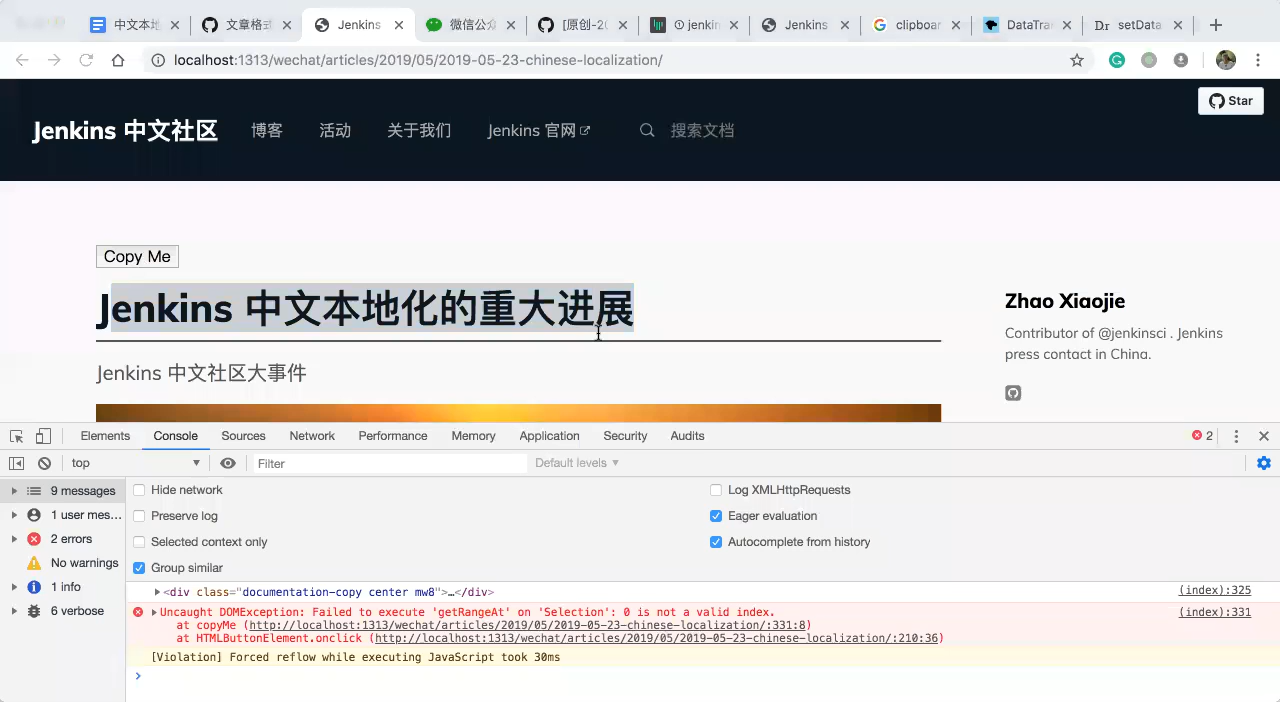 中文本地
文章格式
Jenkins
微信公众
[原创-20
jenkin
Jenkins
clipboar
DataTra
Dr setData
localhost:1313/wechat/articles/2019/05/2019-05-23-chinese-localization/
Star
Jenkins 中文社区 博客 活动 关于我们 Jenkins 官网 搜索文档
Copy Me
Jenkins 中文本地化的重大进展
Zhao Xiaojie
Contributor of @jenkinsci . Jenkins
press contact in China.
Jenkins 中文社区大事件
Elements Console Sources Network Performance Memory Application Security Audits 2
top Filter Default levels
9 messages
1 user mes...
2 errors
No warnings
1 info
6 verbose
Hide network Log XMLHttpRequests
Preserve log Eager evaluation
Selected context only Autocomplete from history
Group similar
<div class="documentation-copy center mw8">…</div> (index):325
Uncaught DOMException: Failed to execute 'getRangeAt' on 'Selection': 0 is not a valid index. (index):331
at copyMe (http://localhost:1313/wechat/articles/2019/05/2019-05-23-chinese-localization/:331:8)
at HTMLButtonElement.onclick (http://localhost:1313/wechat/articles/2019/05/2019-05-23-chinese-localization/:210:36)
[Violation] Forced reflow while executing JavaScript took 30ms